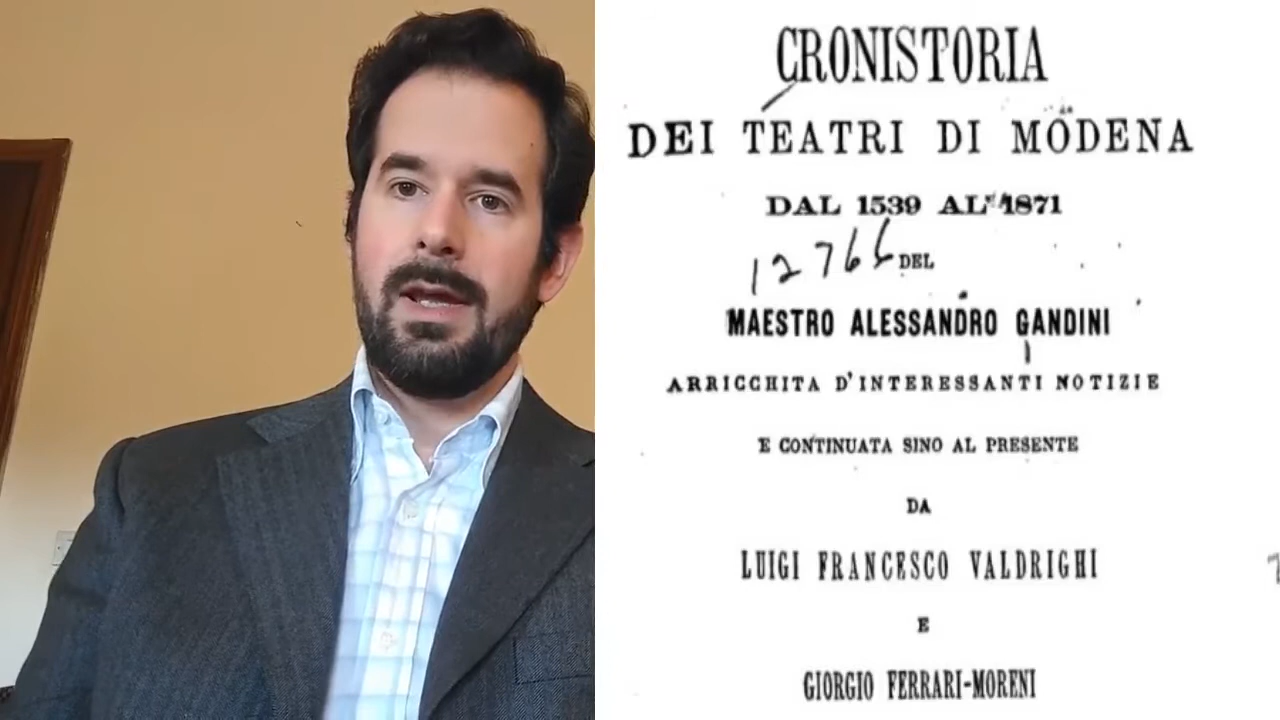 CRONISTORIA
DEI TEATRI DI MODENA
DAL 1539 AL 1871
12766
DEL
MAESTRO ALESSANDRO GANDINI
ARRICCHITA D'INTERESSANTI NOTIZIE
E CONTINUATA SINO AL PRESENTE
DA
LUIGI FRANCESCO VALDRIGHI
E
GIORGIO FERRARI-MORENI